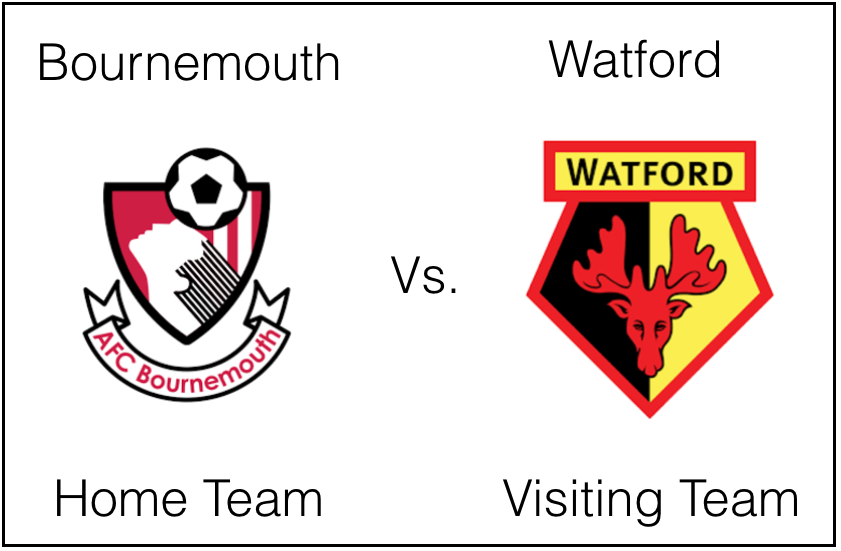 Bournemouth
Watford
WATFORD
Vs.
AFC Bournemouth
Home Team
Visiting Team